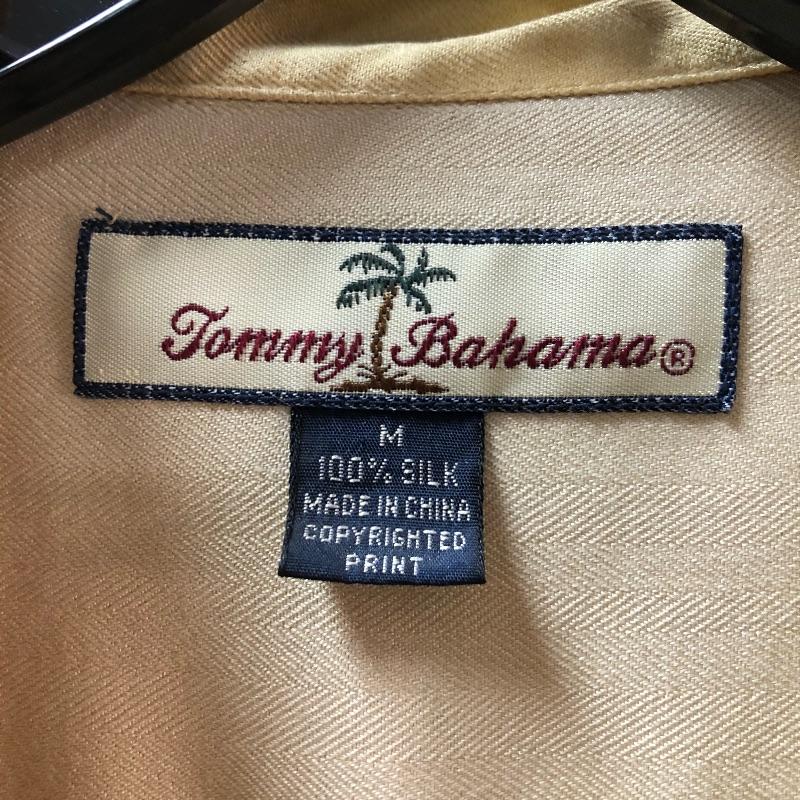 Tommy Bahama®
M
100% SILK
MADE IN CHINA
COPYRIGHTED
PRINT